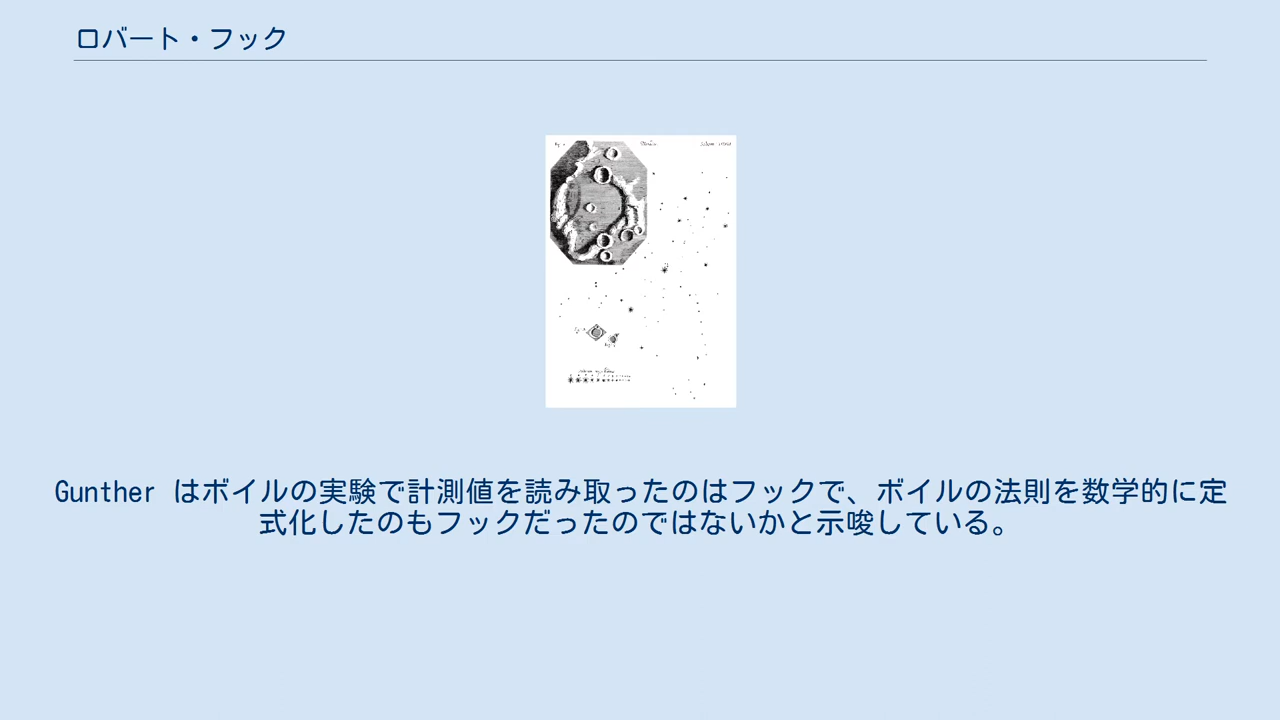 ロバート・フック
Gunther はボイルの実験で計測値を読み取ったのはフックで、ボイルの法則を数学的に定
式化したのもフックだったのではないかと示唆している。